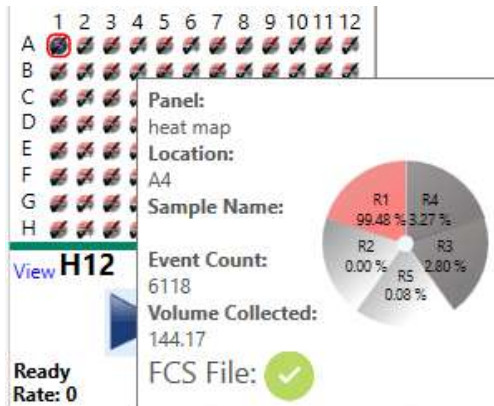 1 2 3 4 5 6 7 8 9 10 11 12
A
B
C
D
E
F
G
H
View H12
Ready
Rate: 0
Panel:
heat map
Location:
A4
Sample Name:
Event Count:
6118
Volume Collected:
144.17
FCS File:
R1
99.48 %
R4
3.27 %
R2
0.00 %
R3
2.80 %
R5
0.08 %